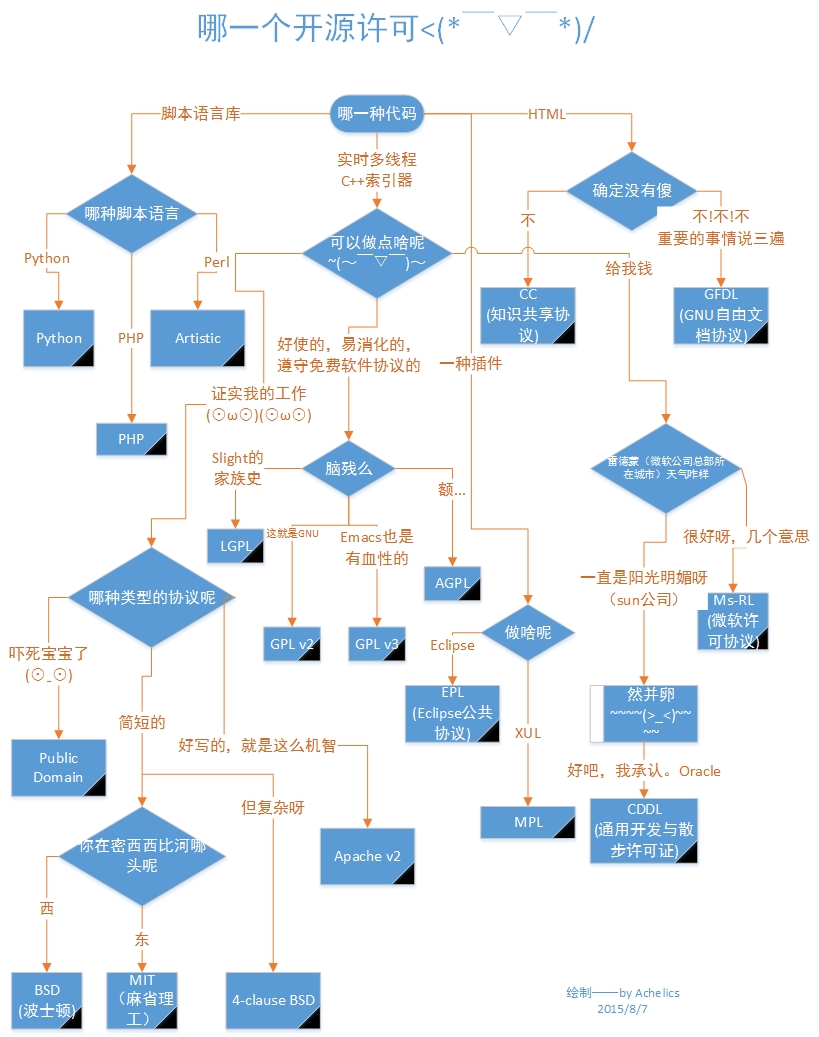 哪一个开源许可<(*￣▽￣*)/
哪一种代码
脚本语言库
HTML
实时多线程
C++索引器
哪种脚本语言
确定没有傻
可以做点啥呢
~(～￣▽￣)～
不
不!不!不
重要的事情说三遍
Python
Perl
给我钱
CC
(知识共享协
议)
GFDL
(GNU自由文
档协议)
Python
PHP
Artistic
好使的，易消化的，
遵守免费软件协议的
一种插件
证实我的工作
(⊙ω⊙)(⊙ω⊙)
PHP
Slight的
家族史
脑残么
额...
雷德蒙（微软公司总部所
在城市）天气咋样
这就是GNU
Emacs也是
有血性的
很好呀，几个意思
LGPL
AGPL
一直是阳光明媚呀
（sun公司）
哪种类型的协议呢
Ms-RL
(微软许
可协议)
GPL v2
GPL v3
Eclipse
做啥呢
吓死宝宝了
(⊙_⊙)
EPL
(Eclipse公共
协议)
然并卵
~~~~(>_<)~~
~~
简短的
好写的，就是这么机智
XUL
Public
Domain
好吧，我承认。Oracle
但复杂呀
MPL
CDDL
(通用开发与散
步许可证)
你在密西西比河哪
头呢
Apache v2
西
东
BSD
(波士顿)
MIT
（麻省理
工）
4-clause BSD
绘制——by Achelics
2015/8/7